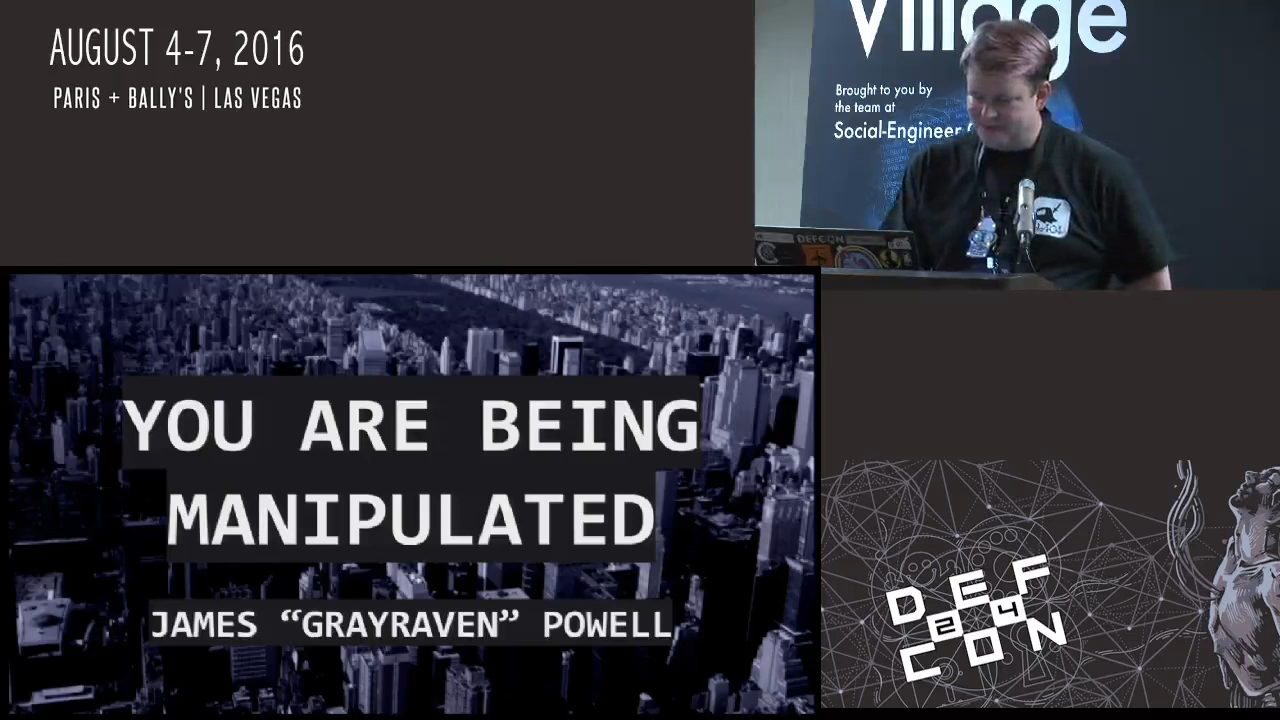 AUGUST 4-7, 2016
PARIS + BALLY'S | LAS VEGAS
Village
Brought to you by
the team at
Social-Engineer
DEFCON
YOU ARE BEING
MANIPULATED
JAMES “GRAYRAVEN” POWELL
DEF
24
CON